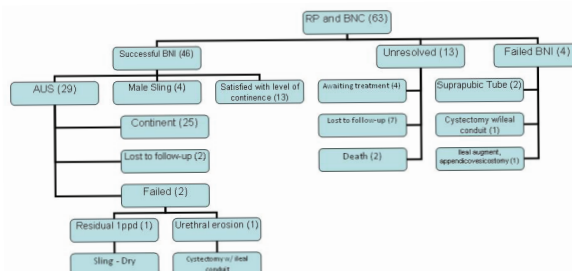 RP and BNC (63)
Successful BNI (46)
Unresolved (13)
Failed BNI (4)
AUS (29)
Male Sling (4)
Satisfied with level of
continence (13)
Awaiting treatment (4)
Suprapubic Tube (2)
Continent (25)
Lost to follow-up (7)
Cystectomy w/ileal
conduit (1)
Lost to follow-up (2)
Death (2)
Ileal augment,
appendicovesicostomy (1)
Failed (2)
Residual 1ppd (1)
Urethral erosion (1)
Sling - Dry
Cystectomy w/ ileal
conduit